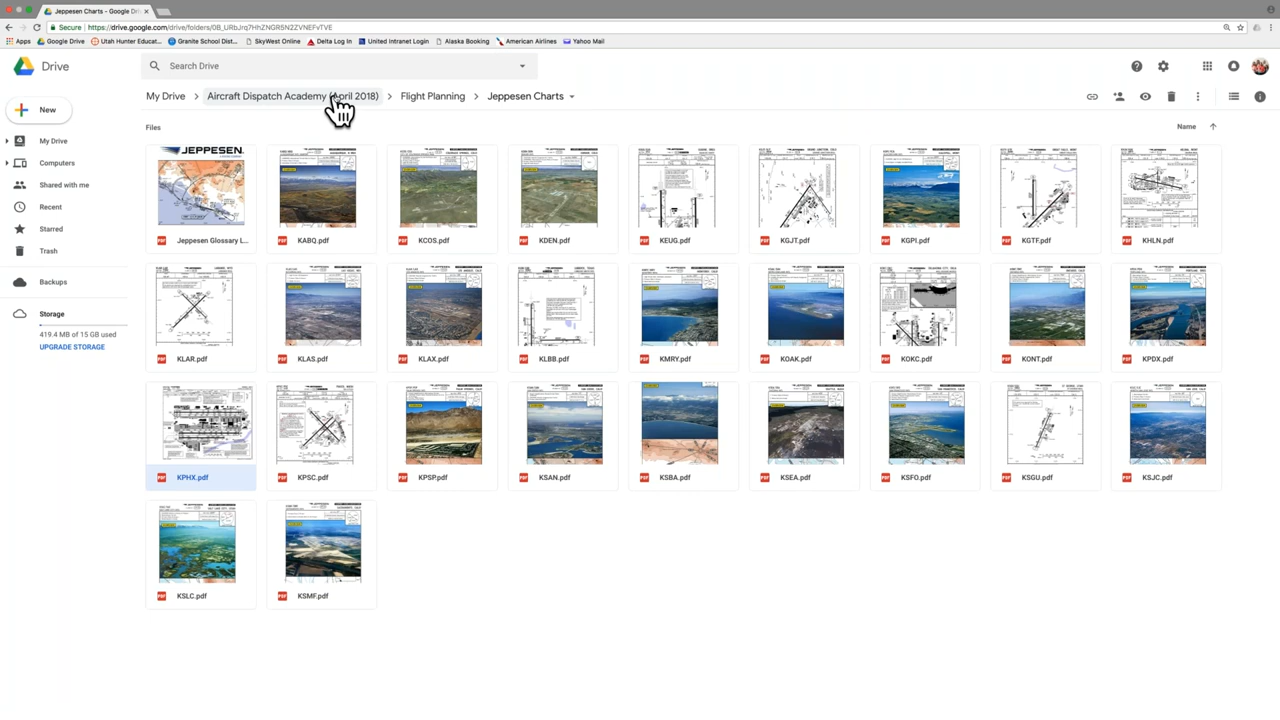 Jeppesen Charts - Google Dri
Secure https://drive.google.com/drive/folders/0B_URbJrq7HhZNGR5N2ZVNEFvTVE
Apps Google Drive Utah Hunter Educat... Granite School Dist... SkyWest Online Delta Log In United Intranet Login Alaska Booking American Airlines Yahoo Mail
Drive
Search Drive
My Drive Aircraft Dispatch Academy (April 2018) Flight Planning Jeppesen Charts
New
Files
Name
My Drive
Computers
Shared with me
Recent
Starred
Trash
Backups
Storage
419.4 MB of 15 GB used
UPGRADE STORAGE
JEPPESEN
Jeppesen Glossary L... KABQ.pdf KCOS.pdf KDEN.pdf KEUG.pdf KGJT.pdf KGPI.pdf KGTF.pdf KHLN.pdf
KLAR.pdf KLAS.pdf KLAX.pdf KLBB.pdf KMRY.pdf KOAK.pdf KOKC.pdf KONT.pdf KPDX.pdf
KPHX.pdf KPSC.pdf KPSP.pdf KSAN.pdf KSBA.pdf KSEA.pdf KSFO.pdf KSGU.pdf KSJC.pdf
KSLC.pdf KSMF.pdf